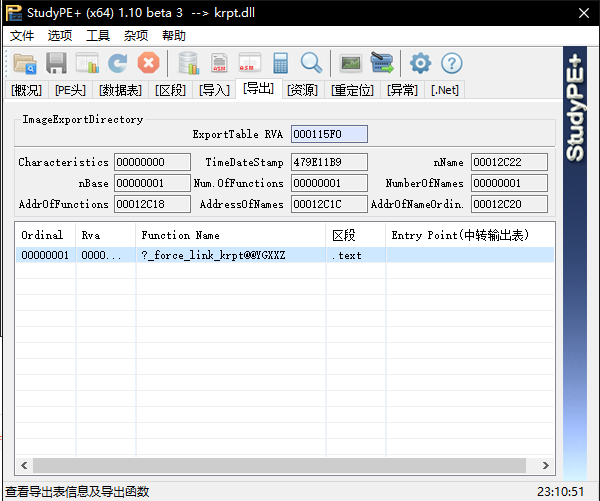 StudyPE+ (x64) 1.10 beta 3 --> krpt.dll
文件 选项 工具 杂项 帮助
[概况] [PE头] [数据表] [区段] [导入] [导出] [资源] [重定位] [异常] [.Net]
ImageExportDirectory
ExportTable RVA 000115F0
Characteristics 00000000 TimeDateStamp 479E11B9 nName 00012C22
nBase 00000001 Num.OfFunctions 00000001 NumberOfNames 00000001
AddrOfFunctions 00012C18 AddressOfNames 00012C1C AddrOfNameOrdin. 00012C20
Ordinal Rva Function Name 区段 Entry Point(中转输出表)
00000001 0000... ?_force_link_krpt@@YGXXZ .text
StudyPE+
查看导出表信息及导出函数 23:10:51